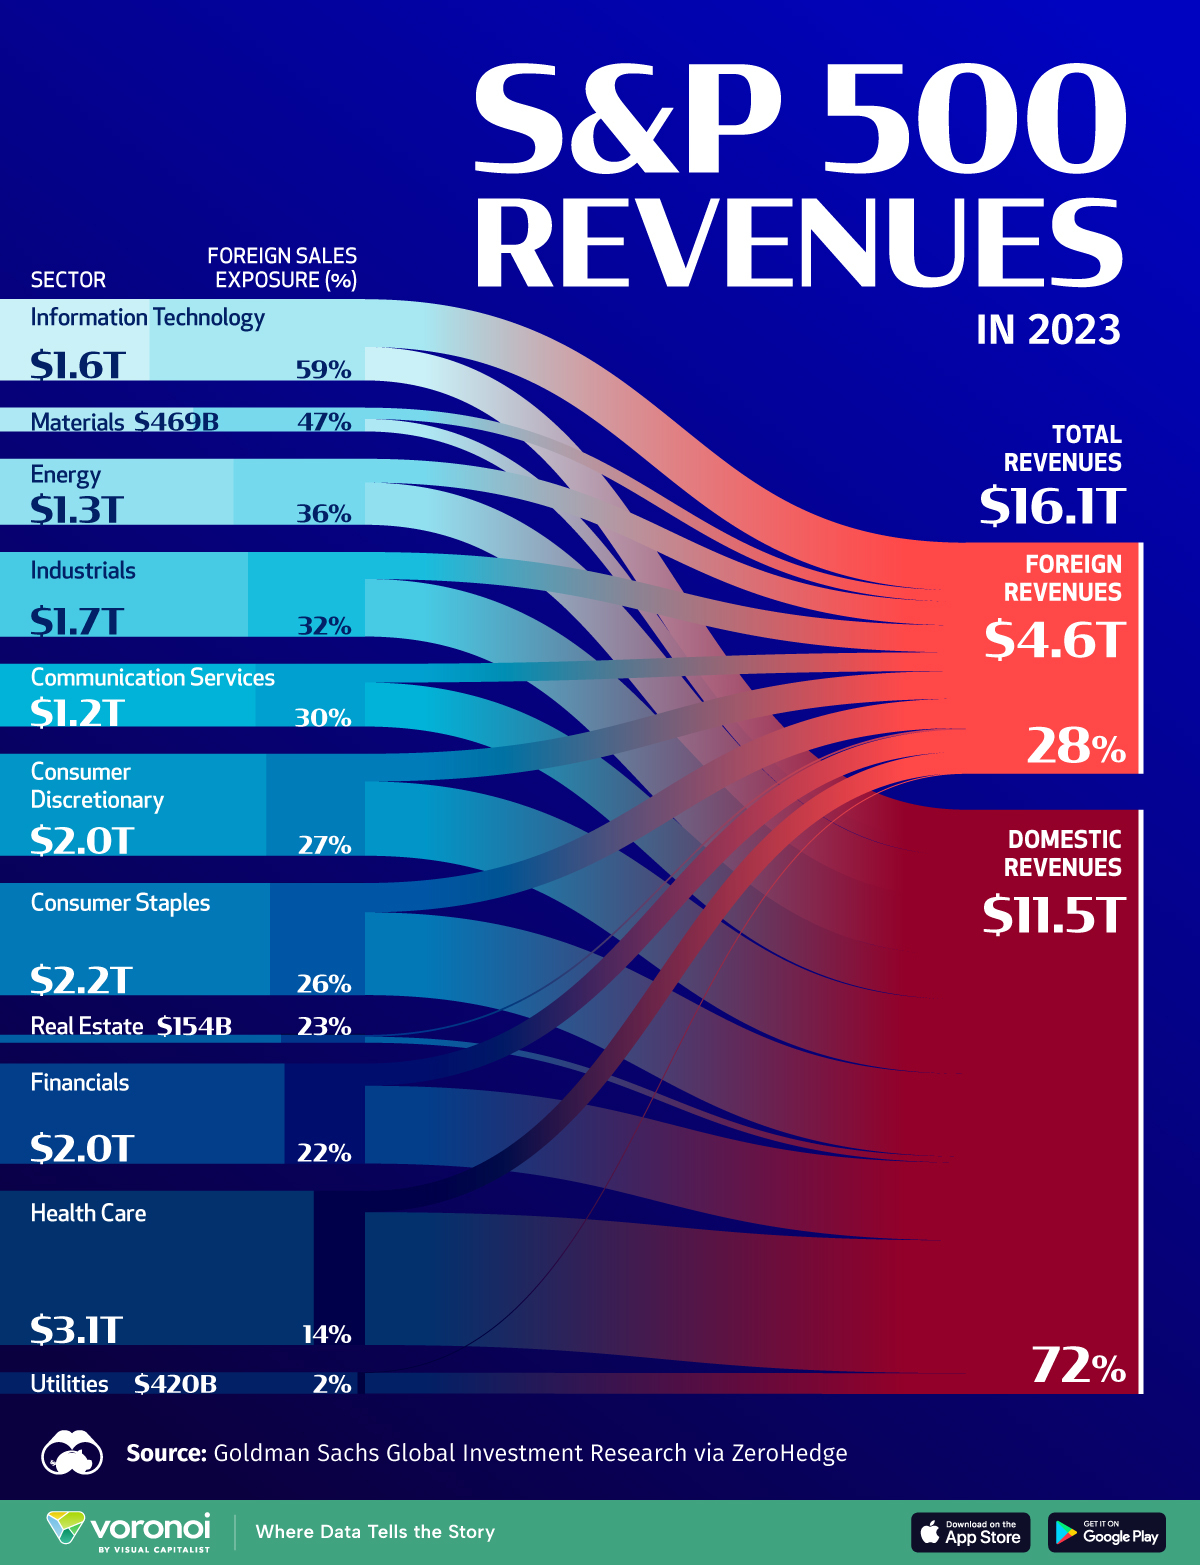 S&P 500
REVENUES
IN 2023
SECTOR
FOREIGN SALES
EXPOSURE (%)
Information Technology
$1.6T 59%
Materials $469B 47%
Energy
$1.3T 36%
Industrials
$1.7T 32%
Communication Services
$1.2T 30%
Consumer
Discretionary
$2.0T 27%
Consumer Staples
$2.2T 26%
Real Estate $154B 23%
Financials
$2.0T 22%
Health Care
$3.1T 14%
Utilities $420B 2%
TOTAL
REVENUES
$16.1T
FOREIGN
REVENUES
$4.6T
28%
DOMESTIC
REVENUES
$11.5T
72%
Source: Goldman Sachs Global Investment Research via ZeroHedge
voronoi
BY VISUAL CAPITALIST
Where Data Tells the Story
Download on the
App Store
GET IT ON
Google Play